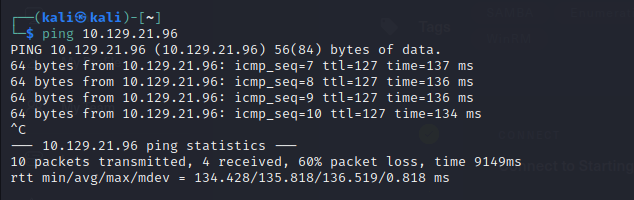 ┌──(kali㉿kali)-[~]
└─$ ping 10.129.21.96
PING 10.129.21.96 (10.129.21.96) 56(84) bytes of data.
64 bytes from 10.129.21.96: icmp_seq=7 ttl=127 time=137 ms
64 bytes from 10.129.21.96: icmp_seq=8 ttl=127 time=136 ms
64 bytes from 10.129.21.96: icmp_seq=9 ttl=127 time=136 ms
64 bytes from 10.129.21.96: icmp_seq=10 ttl=127 time=134 ms
^C
--- 10.129.21.96 ping statistics ---
10 packets transmitted, 4 received, 60% packet loss, time 9149ms
rtt min/avg/max/mdev = 134.428/135.818/136.519/0.818 ms
Tags
to Starting